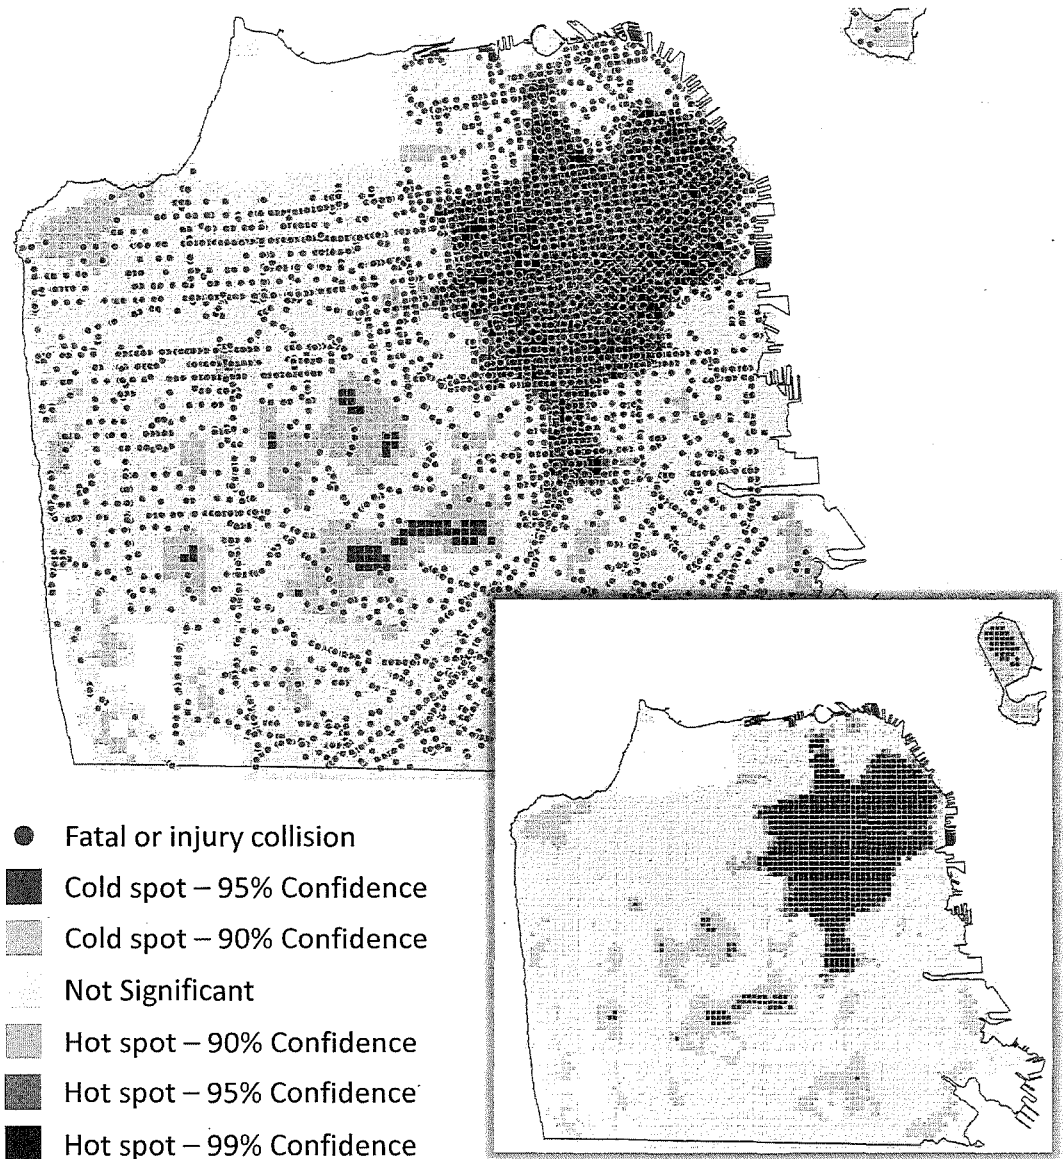 Fatal or injury collision
Cold spot – 95% Confidence
Cold spot – 90% Confidence
Not Significant
Hot spot – 90% Confidence
Hot spot – 95% Confidence
Hot spot – 99% Confidence